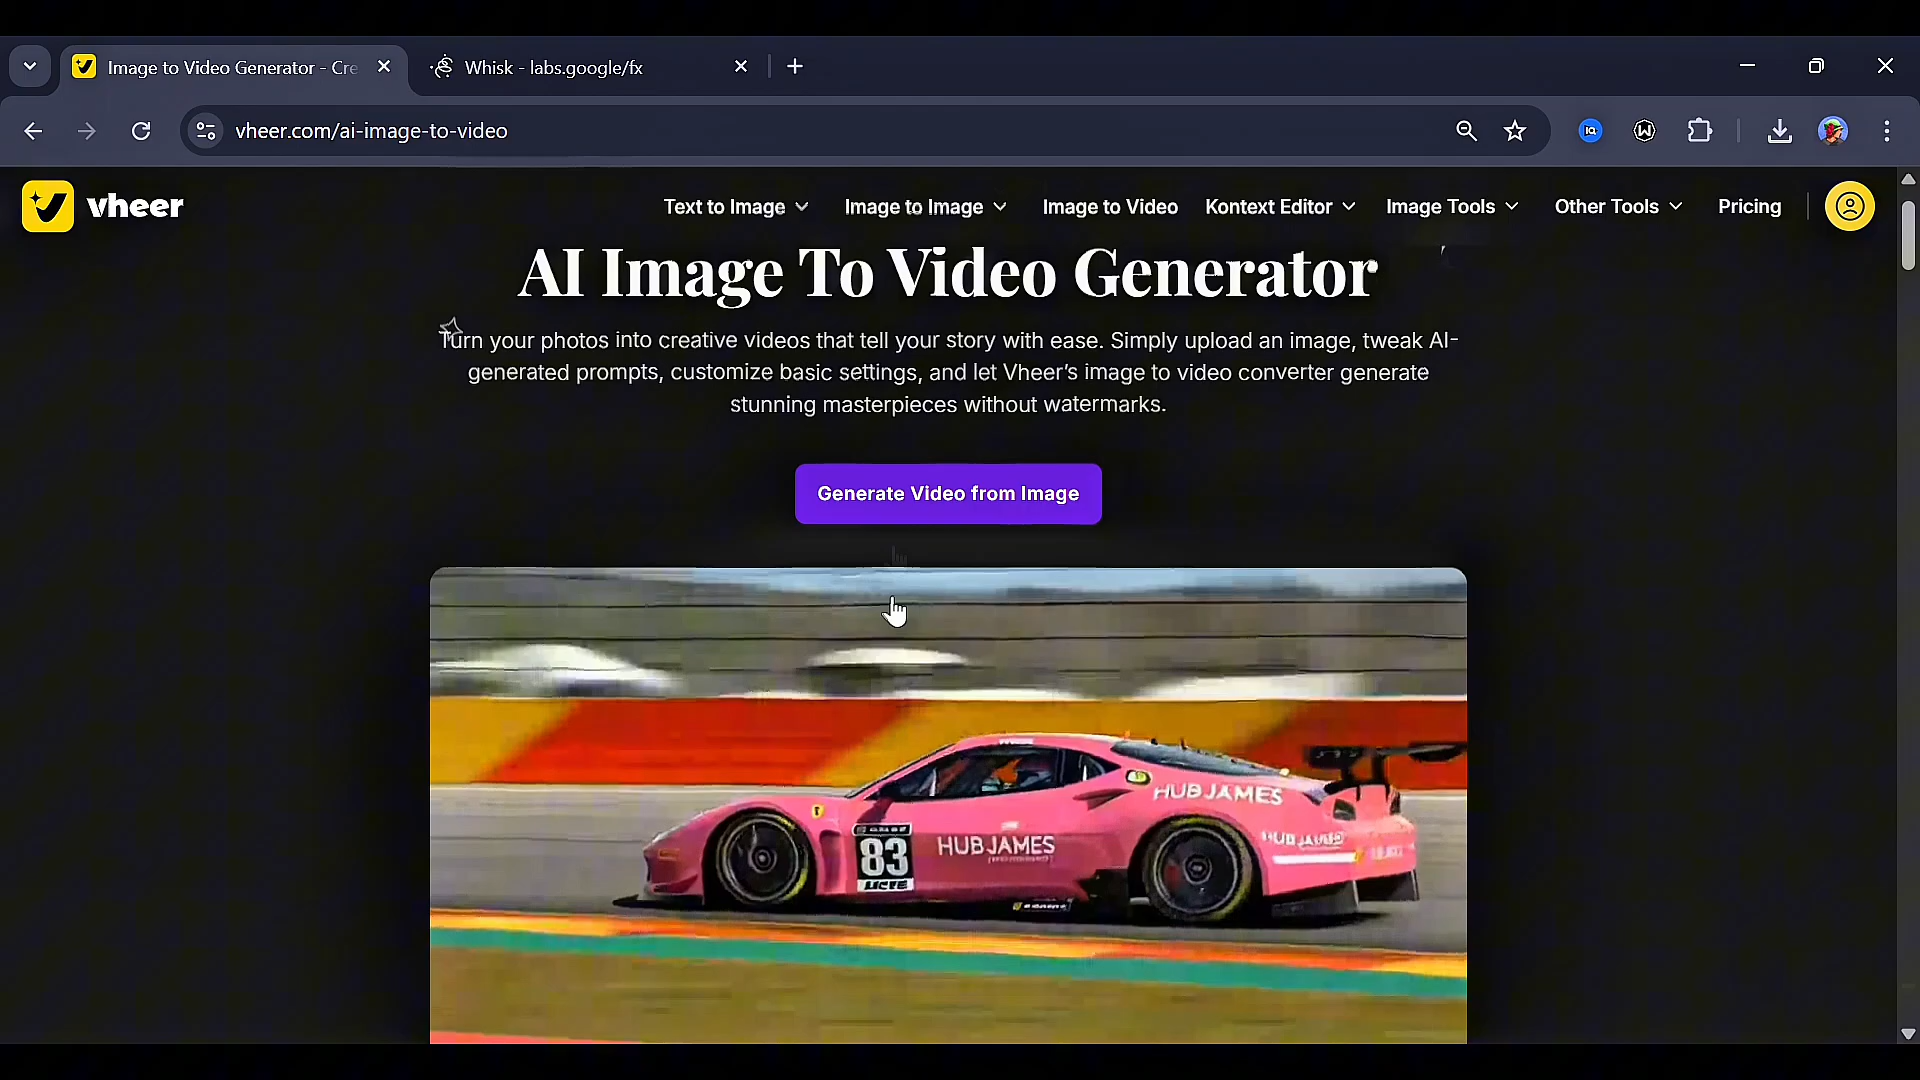 Image to Video Generator - Cre
Whisk - labs.google/fx
vheer.com/ai-image-to-video
vheer
Text to Image
Image to Image
Image to Video
Kontext Editor
Image Tools
Other Tools
Pricing
AI Image To Video Generator
Turn your photos into creative videos that tell your story with ease. Simply upload an image, tweak AI-
generated prompts, customize basic settings, and let Vheer's image to video converter generate
stunning masterpieces without watermarks.
Generate Video from Image
HUB JAMES
HUB JAMES
83